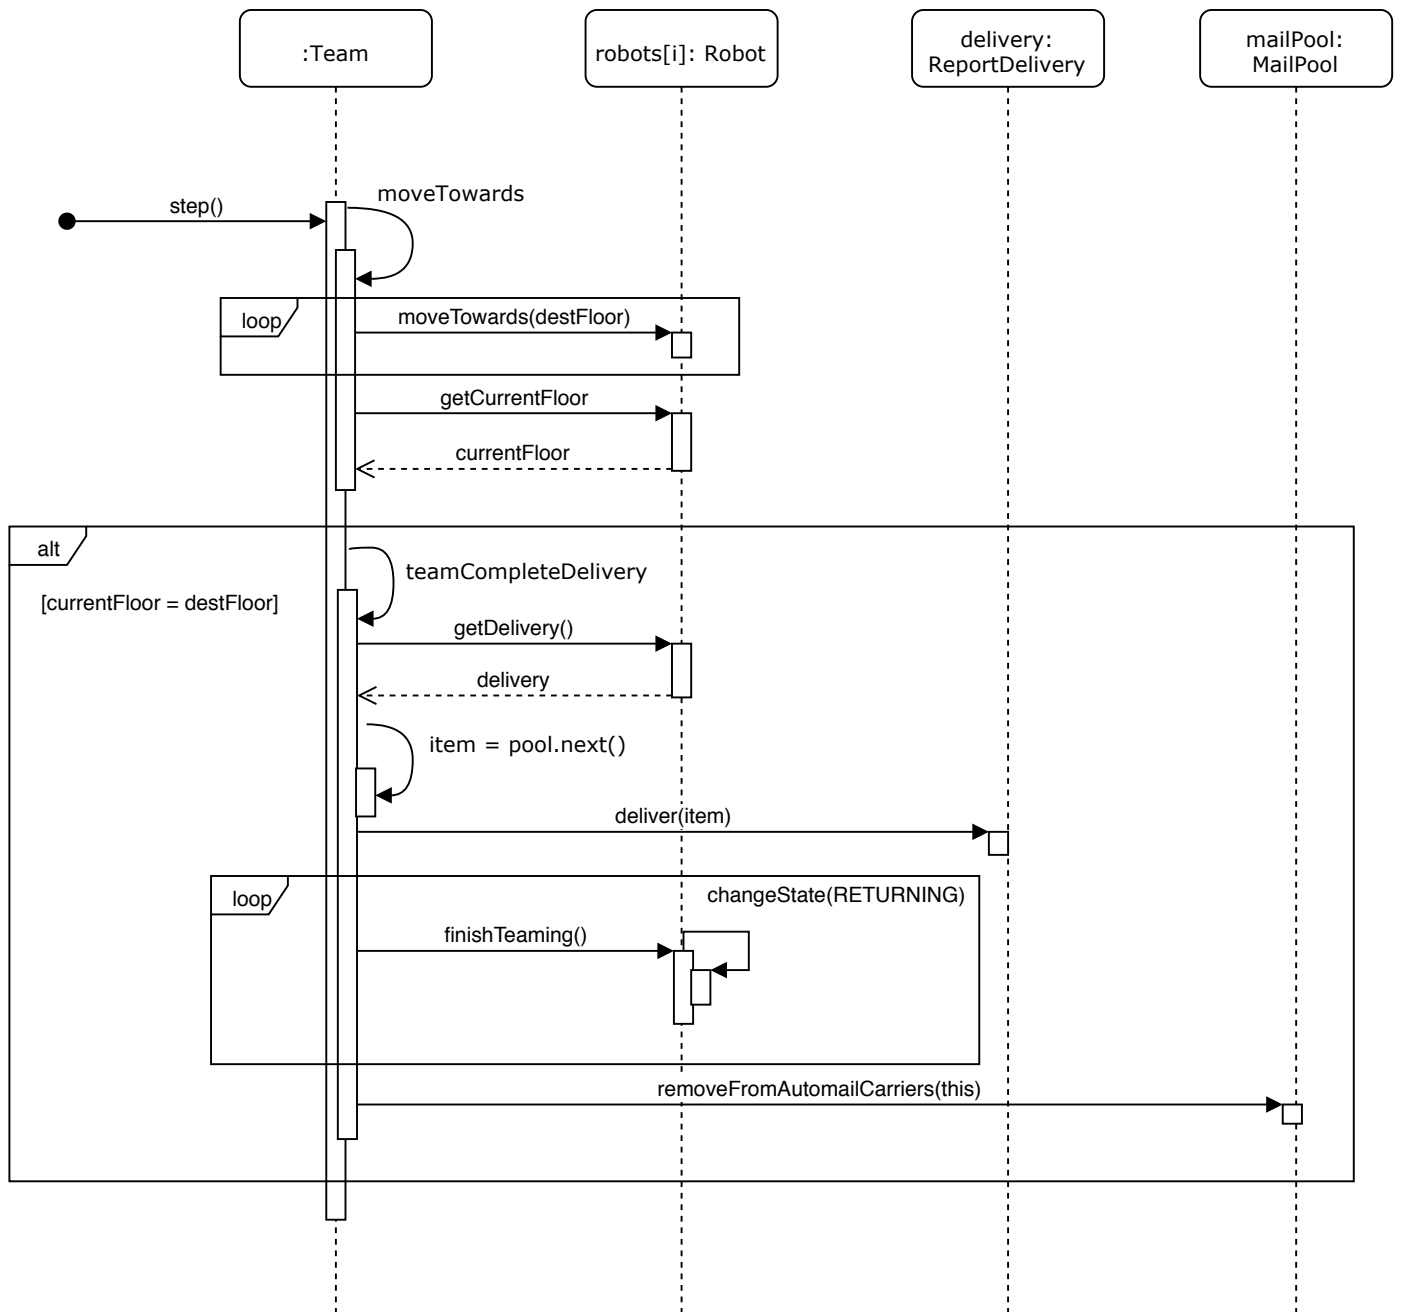 :Team
robots[i]: Robot
delivery:
ReportDelivery
mailPool:
MailPool
moveTowards
step()
loop
moveTowards(destFloor)
getCurrentFloor
currentFloor
alt
teamCompleteDelivery
[currentFloor = destFloor]
getDelivery()
delivery
item = pool.next()
deliver(item)
loop
changeState(RETURNING)
finishTeaming()
removeFromAutomailCarriers(this)